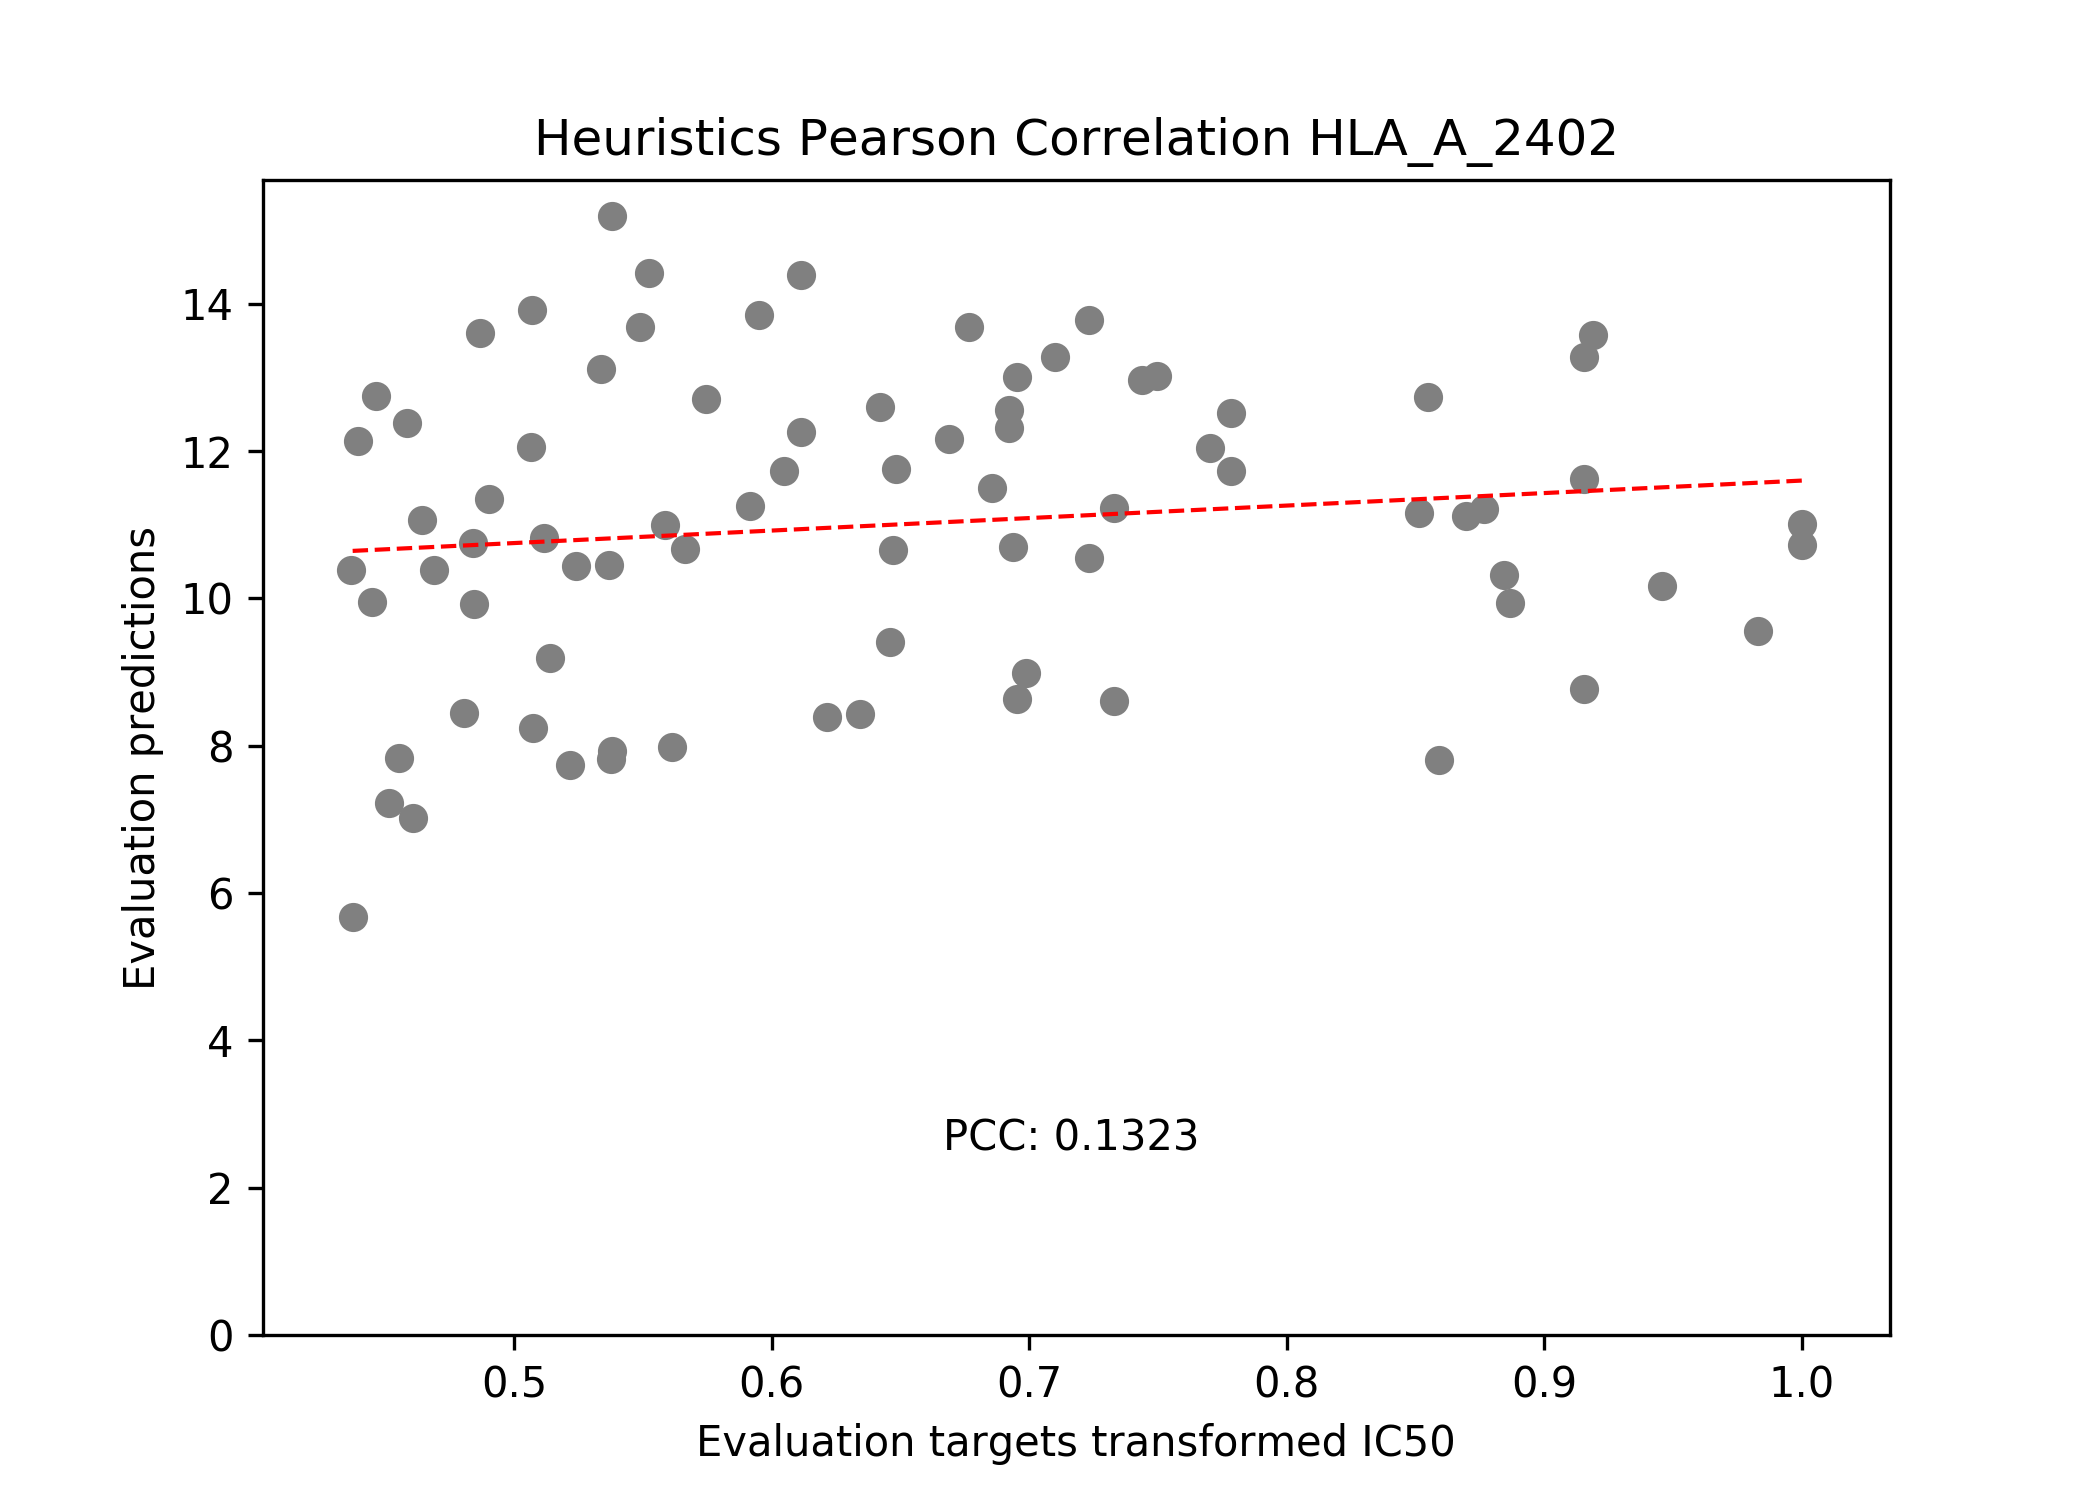 Heuristics Pearson Correlation HLA_A_2402
14
12
10
8
6
4
2
0
Evaluation predictions
PCC: 0.1323
0.5 0.6 0.7 0.8 0.9 1.0
Evaluation targets transformed IC50